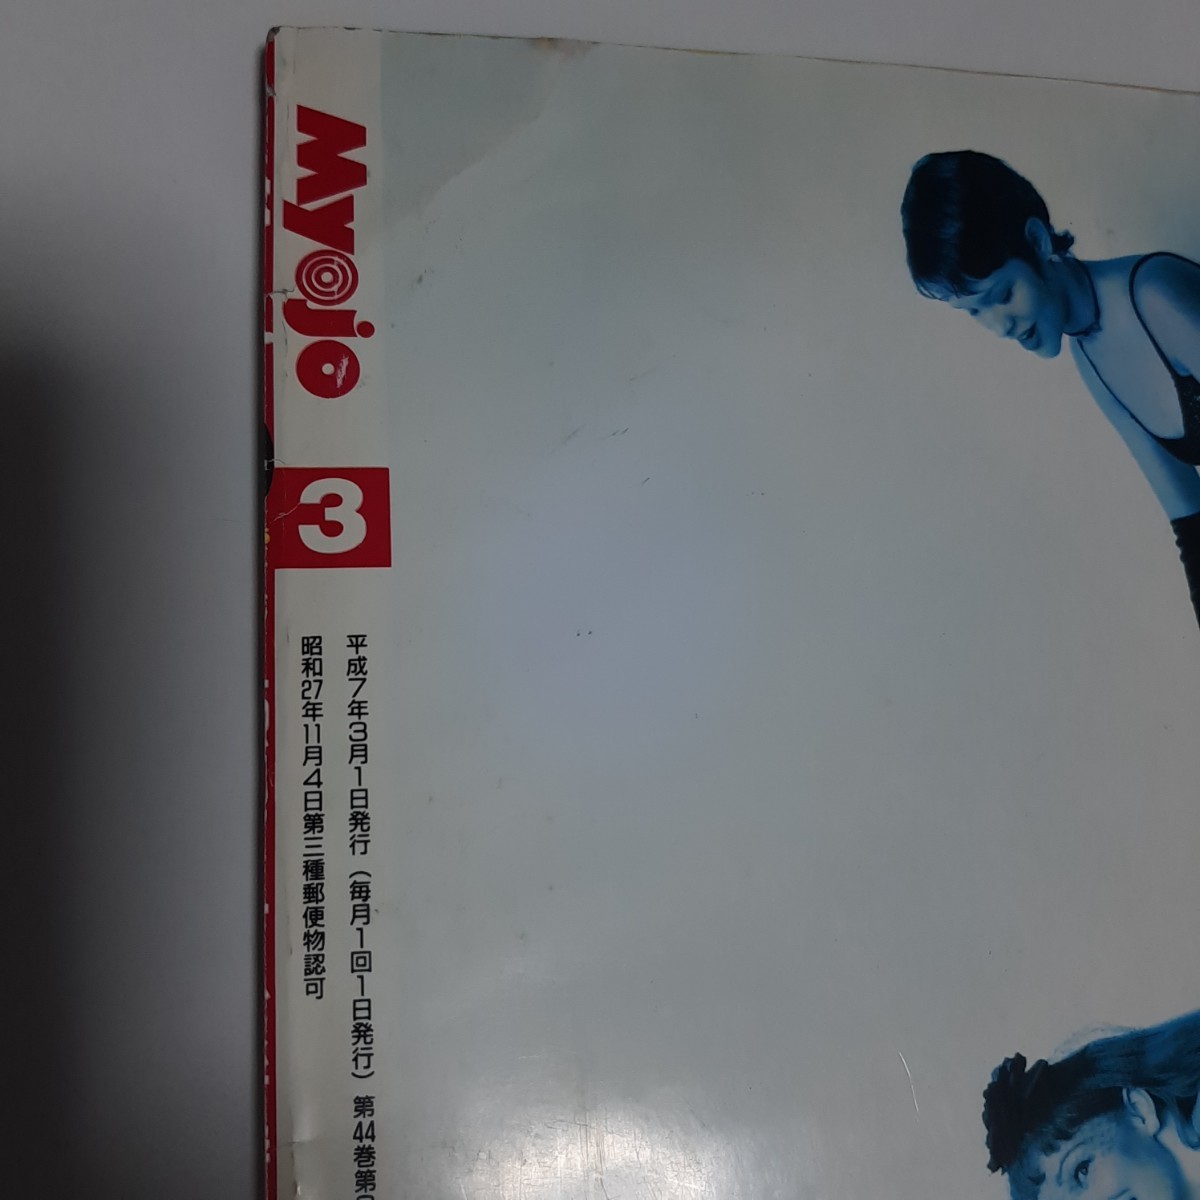 Myojo
3
平成7年3月1日発行(毎月1回1日発行)第44巻第
昭和27年11月4日第三種郵便物認可